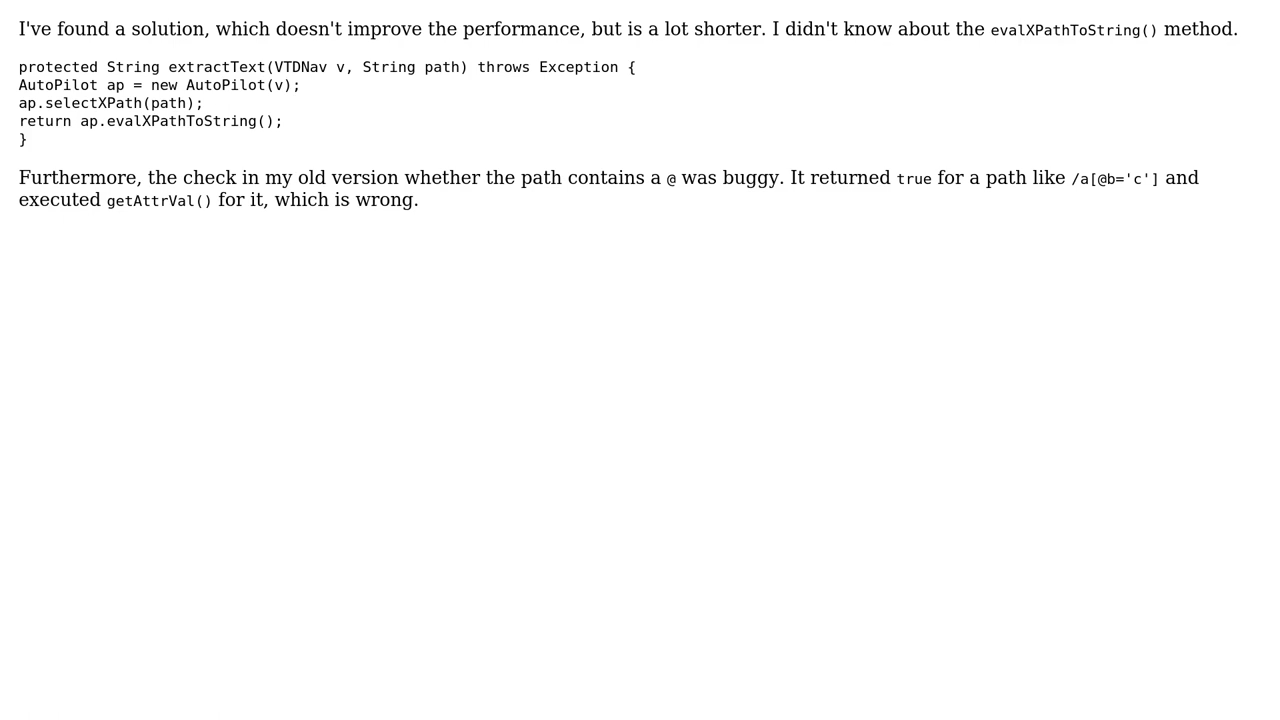 I've found a solution, which doesn't improve the performance, but is a lot shorter. I didn't know about the evalXPathToString() method.
protected String extractText(VTDNav v, String path) throws Exception {
AutoPilot ap = new AutoPilot(v);
ap.selectXPath(path);
return ap.evalXPathToString();
}
Furthermore, the check in my old version whether the path contains a @ was buggy. It returned true for a path like /a[@b='c'] and
executed getAttrVal() for it, which is wrong.